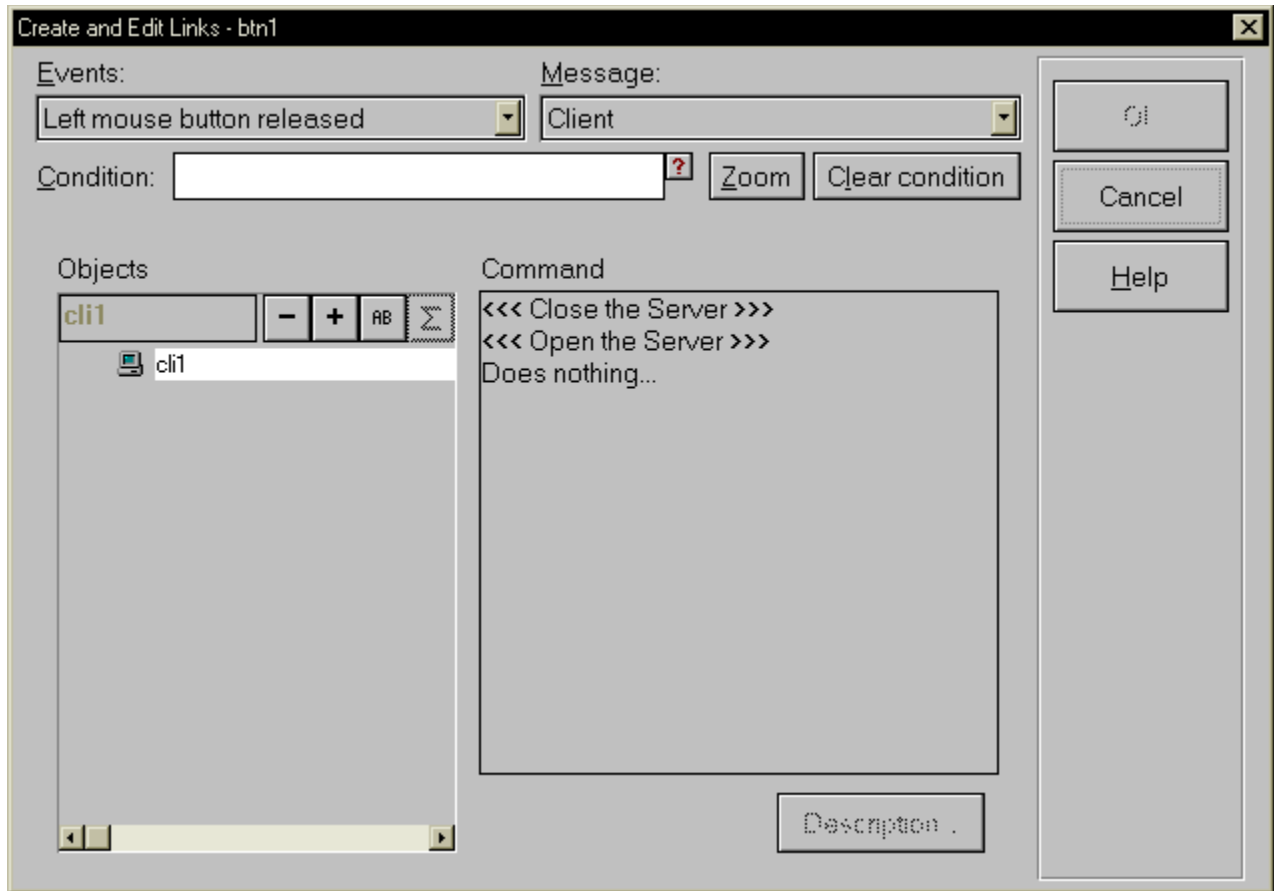 Create and Edit Links - btn1
Events:
Message:
Left mouse button released
Client
Condition:
?
Zoom
Clear condition
Cancel
Help
Objects
Command
cli1
− + AB Σ
cli1
<<< Close the Server >>>
<<< Open the Server >>>
Does nothing...
Description .